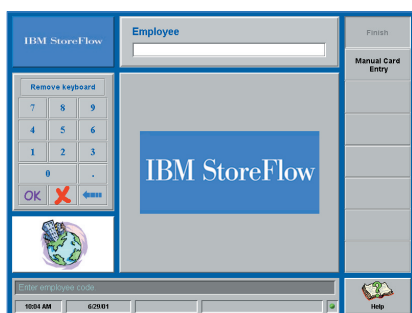 IBM StoreFlow
Employee
Finish
Manual Card
Entry
Remove keyboard
7 8 9
4 5 6
1 2 3
0 .
OK
IBM StoreFlow
Enter employee code
10:04 AM 6/29/01
Help